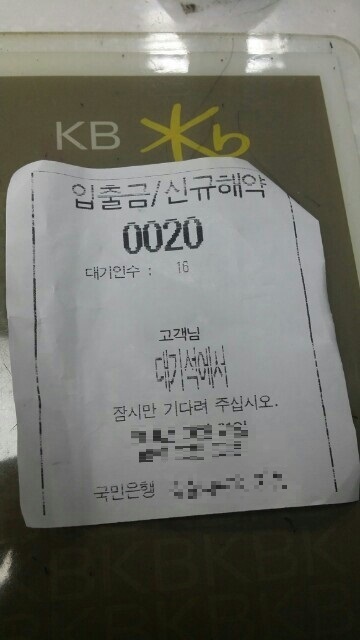 KB
입출금/신규해약
0020
대기인수 : 16
고객님
대기석에서
잠시만 기다려 주십시오.
국민은행